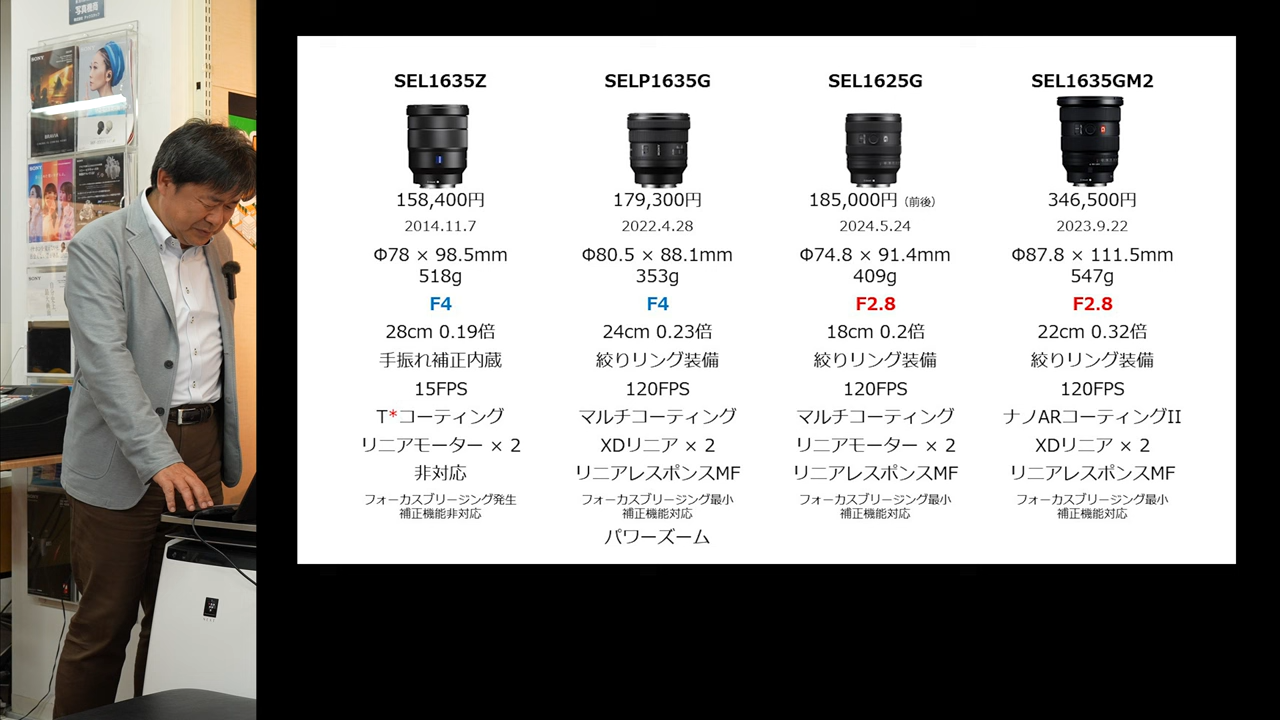 写真機商
SONY
BRAVIA
SONY
SONY
SEL1635Z
158,400円
2014.11.7
Φ78 × 98.5mm
518g
F4
28cm 0.19倍
手振れ補正内蔵
15FPS
T*コーティング
リニアモーター × 2
非対応
フォーカスブリージング発生
補正機能非対応
SELP1635G
179,300円
2022.4.28
Φ80.5 × 88.1mm
353g
F4
24cm 0.23倍
絞りリング装備
120FPS
マルチコーティング
XDリニア × 2
リニアレスポンスMF
フォーカスブリージング最小
補正機能対応
パワーズーム
SEL1625G
185,000円（前後）
2024.5.24
Φ74.8 × 91.4mm
409g
F2.8
18cm 0.2倍
絞りリング装備
120FPS
マルチコーティング
リニアモーター × 2
リニアレスポンスMF
フォーカスブリージング最小
補正機能対応
SEL1635GM2
346,500円
2023.9.22
Φ87.8 × 111.5mm
547g
F2.8
22cm 0.32倍
絞りリング装備
120FPS
ナノARコーティングII
XDリニア × 2
リニアレスポンスMF
フォーカスブリージング最小
補正機能対応